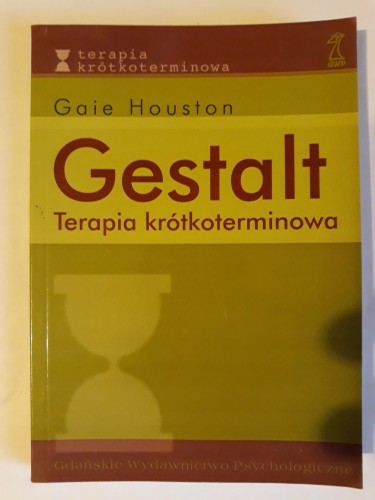 terapia
krótkoterminowa
GWP
Gaie Houston
Gestalt
Terapia krótkoterminowa
Gdańskie Wydawnictwo Psychologiczne